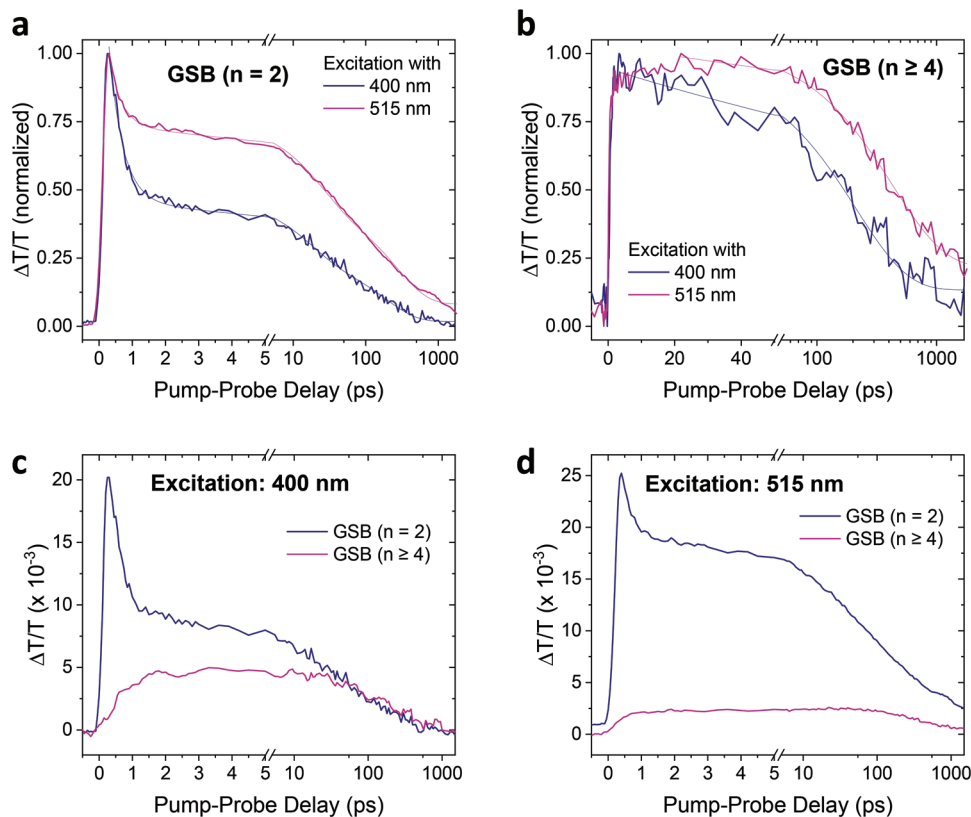 a
GSB (n = 2)
Excitation with
400 nm
515 nm
1.00
0.75
0.50
0.25
0.00
ΔT/T (normalized)
0 1 2 3 4 5 10 100 1000
Pump-Probe Delay (ps)
b
GSB (n ≥ 4)
Excitation with
400 nm
515 nm
1.00
0.75
0.50
0.25
0.00
ΔT/T (normalized)
0 20 40 100 1000
Pump-Probe Delay (ps)
c
Excitation: 400 nm
GSB (n = 2)
GSB (n ≥ 4)
20
15
10
5
0
ΔT/T (x 10⁻³)
0 1 2 3 4 5 10 100 1000
Pump-Probe Delay (ps)
d
Excitation: 515 nm
GSB (n = 2)
GSB (n ≥ 4)
25
20
15
10
5
0
ΔT/T (x 10⁻³)
0 1 2 3 4 5 10 100 1000
Pump-Probe Delay (ps)